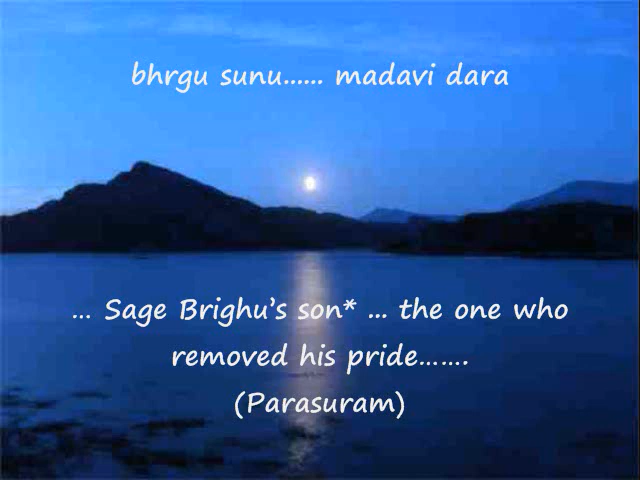 bhrgu sunu...... madavi dara
... Sage Brighu's son* ... the one who
removed his pride.......
(Parasuram)